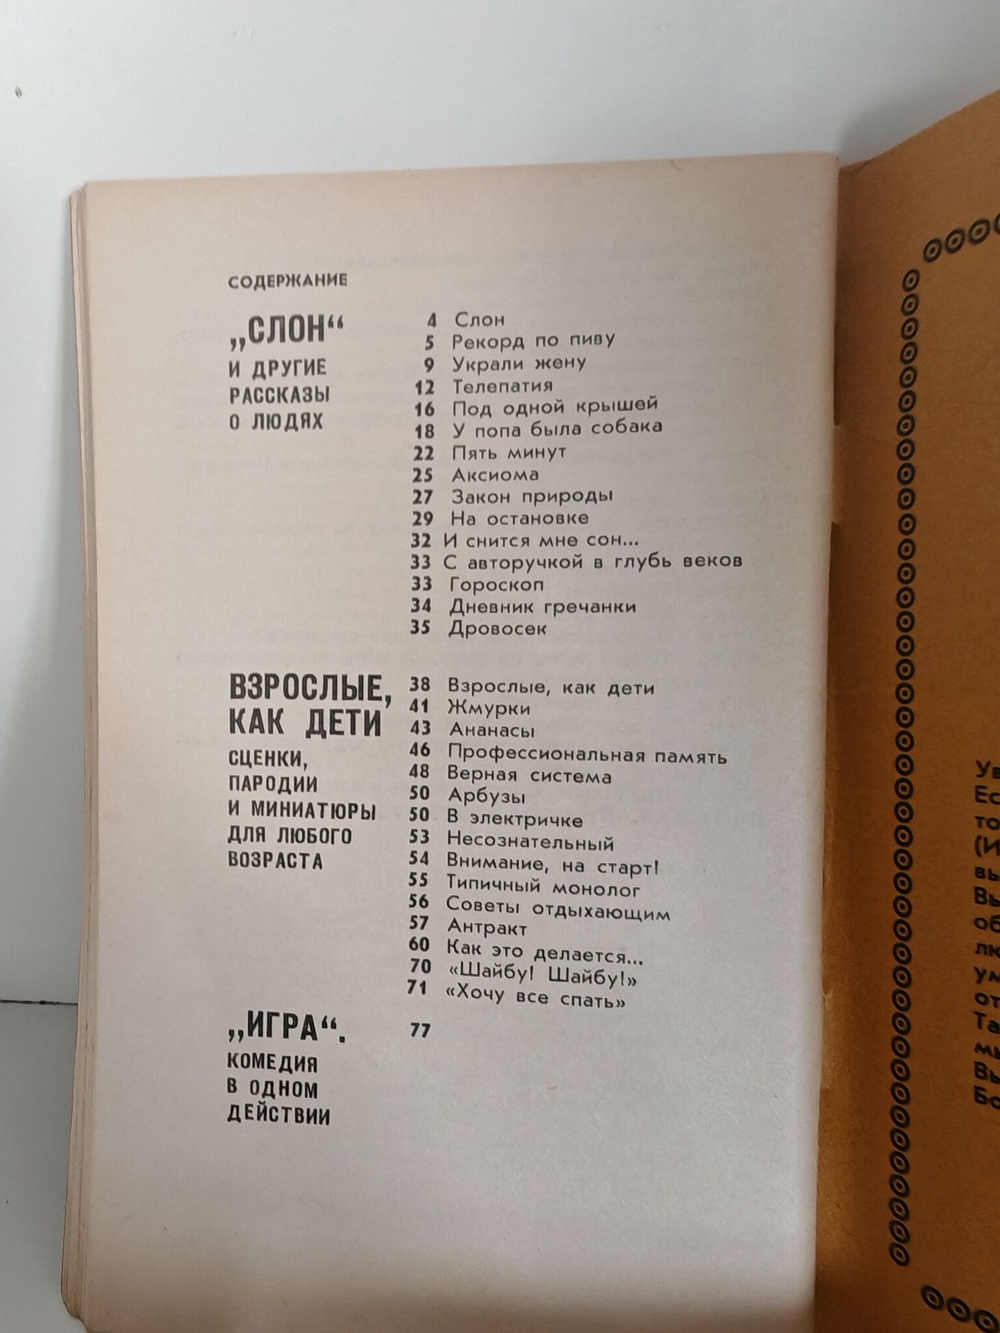 СОДЕРЖАНИЕ
„СЛОН“
И ДРУГИЕ
РАССКАЗЫ
О ЛЮДЯХ
4 Слон
5 Рекорд по пиву
9 Украли жену
12 Телепатия
16 Под одной крышей
18 У попа была собака
22 Пять минут
25 Аксиома
27 Закон природы
29 На остановке
32 И снится мне сон...
33 С авторучкой в глубь веков
33 Гороскоп
34 Дневник гречанки
35 Дровосек
ВЗРОСЛЫЕ,
КАК ДЕТИ
СЦЕНКИ,
ПАРОДИИ
И МИНИАТЮРЫ
ДЛЯ ЛЮБОГО
ВОЗРАСТА
38 Взрослые, как дети
41 Жмурки
43 Ананасы
46 Профессиональная память
48 Верная система
50 Арбузы
50 В электричке
53 Несознательный
54 Внимание, на старт!
55 Типичный монолог
56 Советы отдыхающим
57 Антракт
60 Как это делается...
70 «Шайбу! Шайбу!»
71 «Хочу все спать»
„ИГРА“.
КОМЕДИЯ
В ОДНОМ
ДЕЙСТВИИ
77